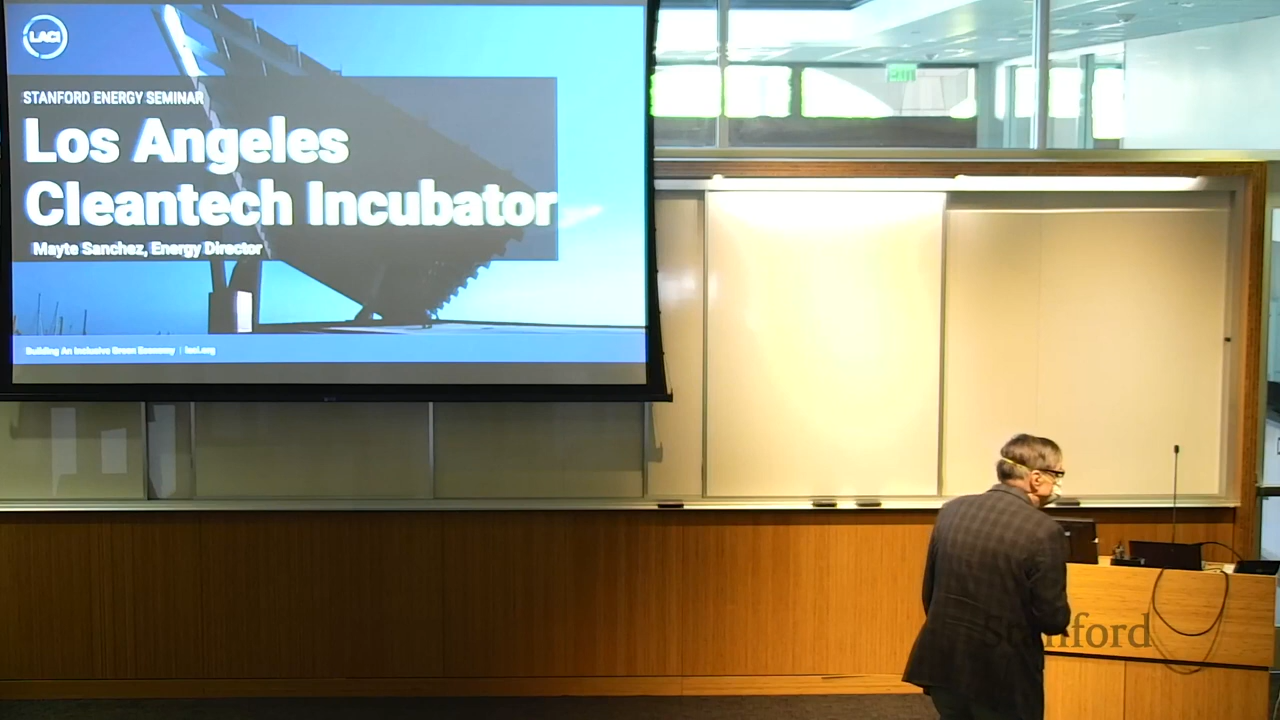 LACI
STANFORD ENERGY SEMINAR
Los Angeles
Cleantech Incubator
Mayte Sanchez, Energy Director
Building An Inclusive Green Economy | laci.org
Stanford